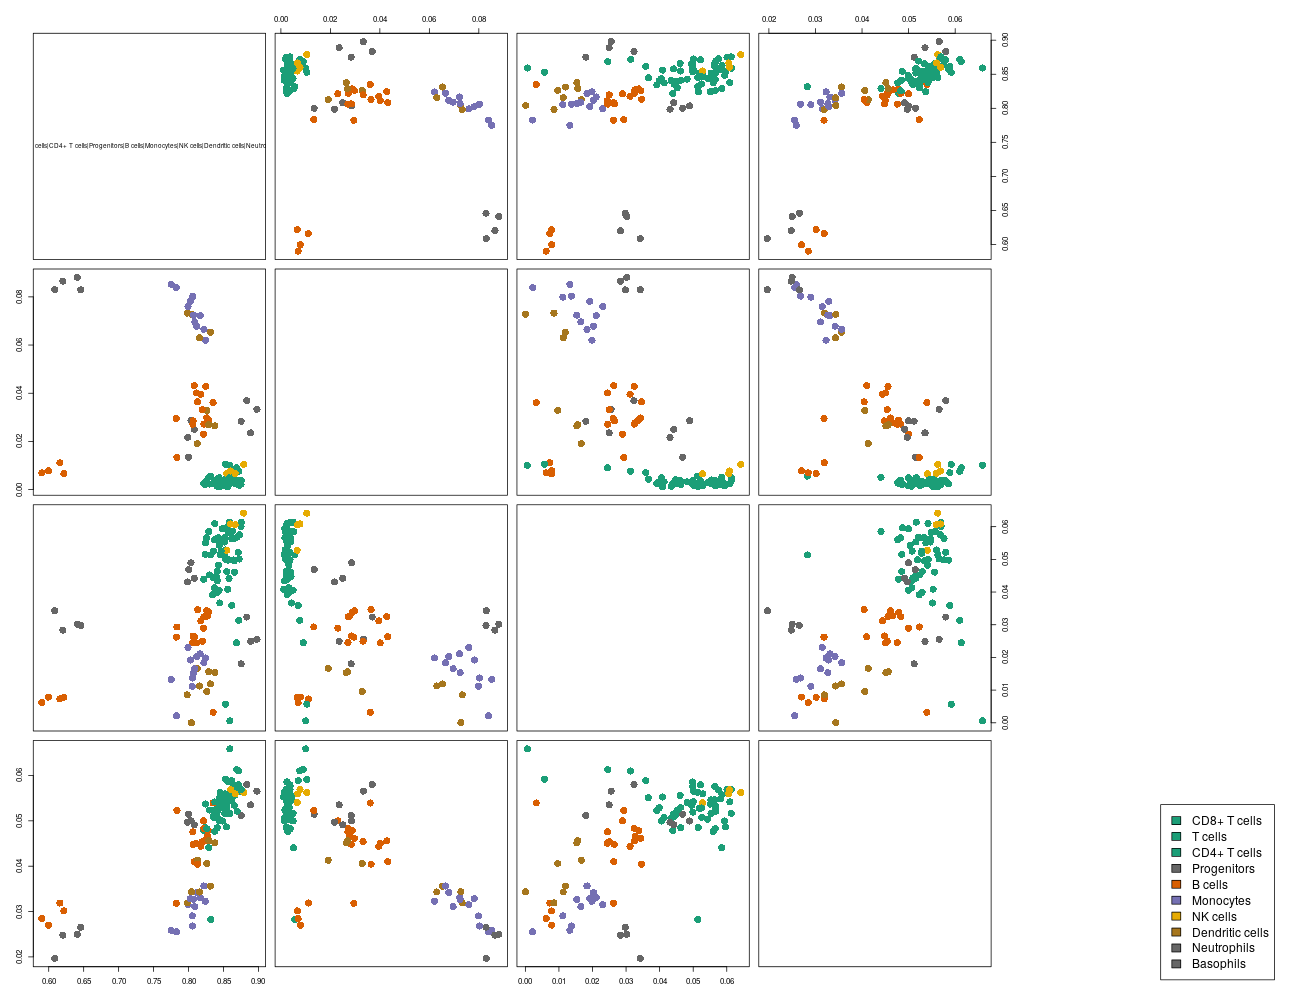 0.00 0.02 0.04 0.06 0.08
0.02 0.03 0.04 0.05 0.06
cells|CD4+ T cells|Progenitors|B cells|Monocytes|NK cells|Dendritic cells|Neutro
0.60 0.65 0.70 0.75 0.80 0.85 0.90
0.00 0.02 0.04 0.06 0.08
0.00 0.01 0.02 0.03 0.04 0.05 0.06
0.02 0.03 0.04 0.05 0.06
0.60 0.65 0.70 0.75 0.80 0.85 0.90
0.00 0.01 0.02 0.03 0.04 0.05 0.06
CD8+ T cells
T cells
CD4+ T cells
Progenitors
B cells
Monocytes
NK cells
Dendritic cells
Neutrophils
Basophils